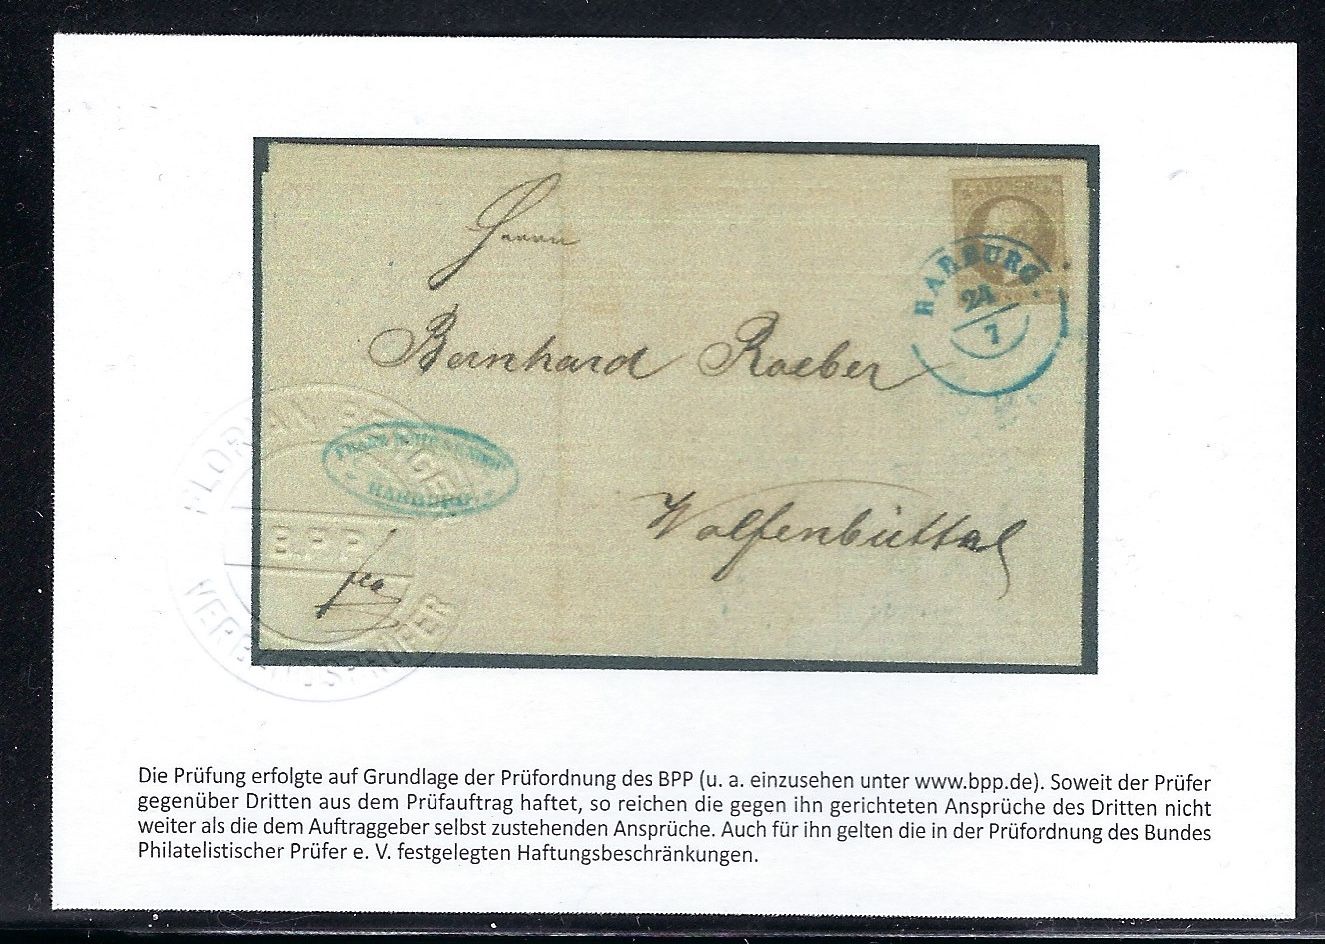 Herrn
Bernhard Roeber
HARBURG.
24
7
HARBURG
Wolfenbüttel
BPP
Die Prüfung erfolgte auf Grundlage der Prüfordnung des BPP (u. a. einzusehen unter www.bpp.de). Soweit der Prüfer
gegenüber Dritten aus dem Prüfauftrag haftet, so reichen die gegen ihn gerichteten Ansprüche des Dritten nicht
weiter als die dem Auftraggeber selbst zustehenden Ansprüche. Auch für ihn gelten die in der Prüfordnung des Bundes
Philatelistischer Prüfer e. V. festgelegten Haftungsbeschränkungen.